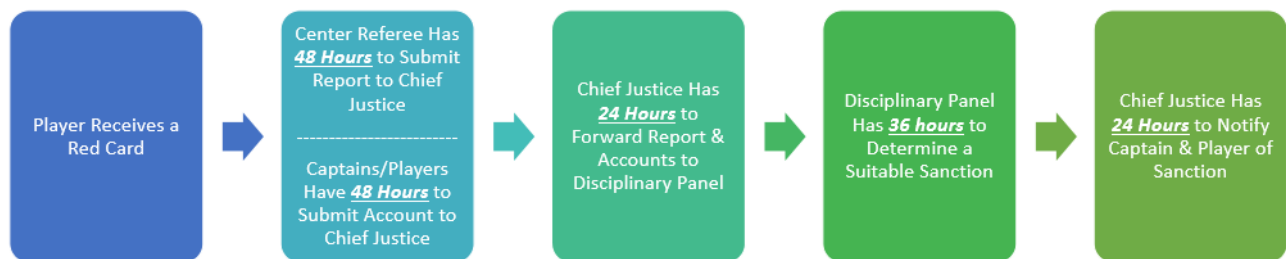 Player Receives a
Red Card
Center Referee Has
48 Hours to Submit
Report to Chief
Justice
------------------------
Captains/Players
Have 48 Hours to
Submit Account to
Chief Justice
Chief Justice Has
24 Hours to
Forward Report &
Accounts to
Disciplinary Panel
Disciplinary Panel
Has 36 hours to
Determine a
Suitable Sanction
Chief Justice Has
24 Hours to Notify
Captain & Player of
Sanction